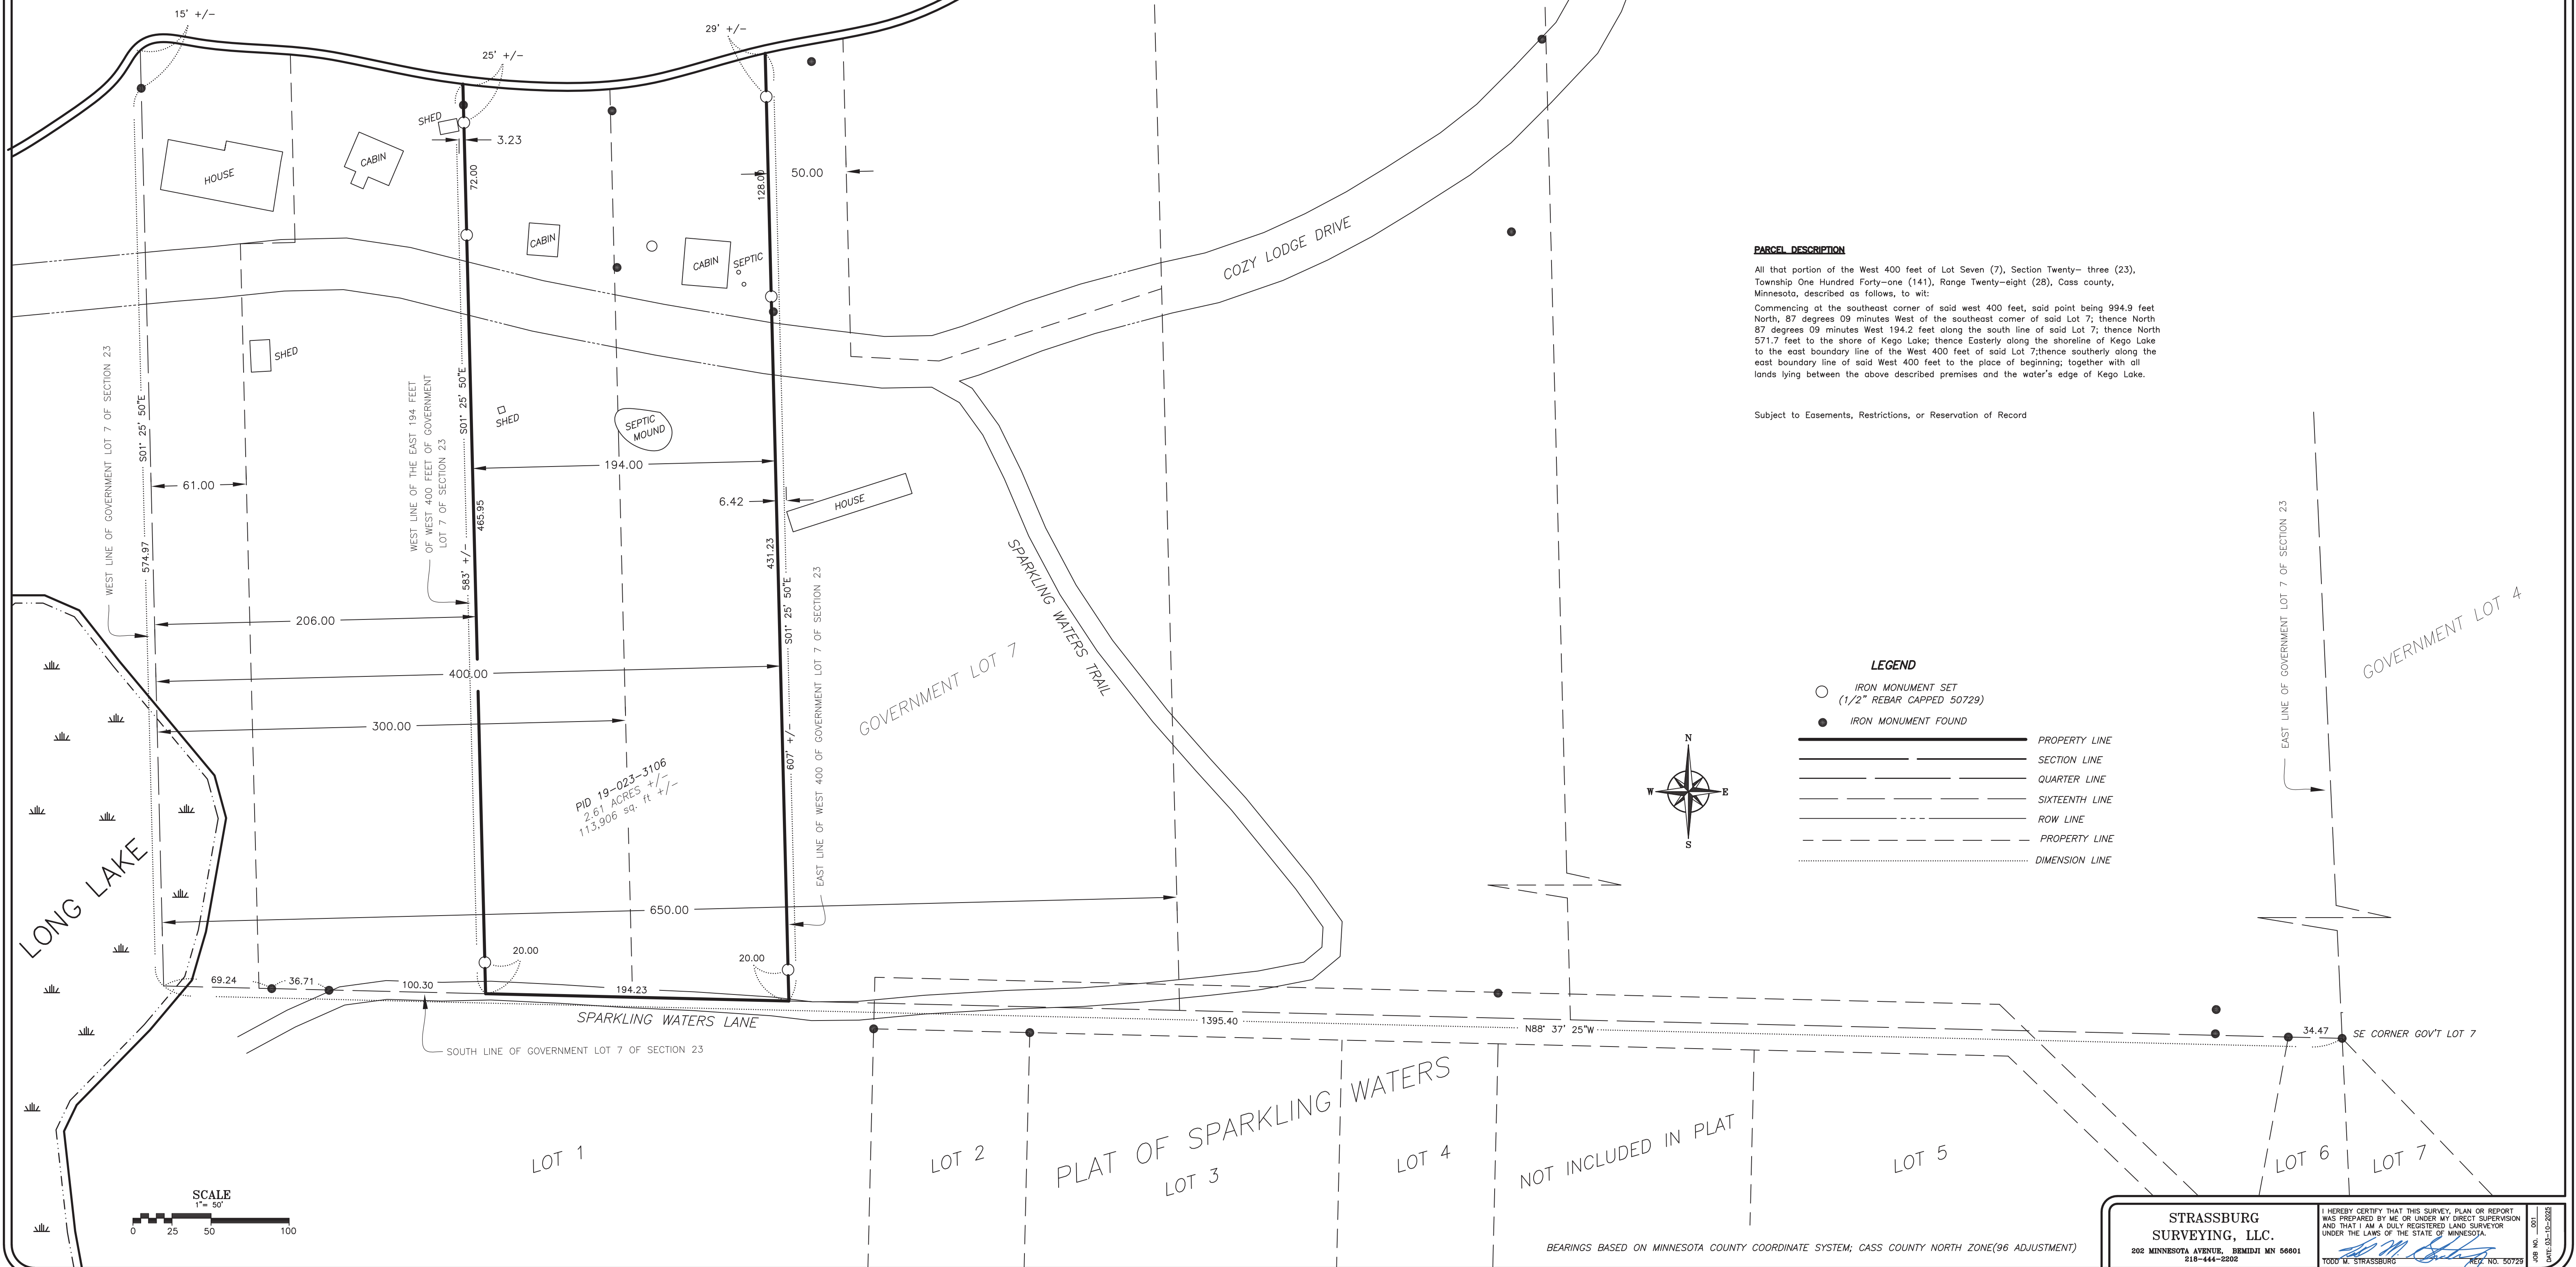 15' +/-
25' +/-
29' +/-
SHED
3.23
HOUSE
CABIN
72.00
128.00
50.00
CABIN
CABIN
SEPTIC
COZY LODGE DRIVE
SHED
SHED
SEPTIC
MOUND
WEST LINE OF GOVERNMENT LOT 7 OF SECTION 23
S01° 25' 50"E
574.97
61.00
WEST LINE OF THE EAST 194 FEET
OF WEST 400 FEET OF GOVERNMENT
LOT 7 OF SECTION 23
S01° 25' 50"E
583' +/-
465.95
194.00
6.42
HOUSE
431.23
S01° 25' 50"E
607' +/-
EAST LINE OF WEST 400 OF GOVERNMENT LOT 7 OF SECTION 23
206.00
400.00
300.00
650.00
PID 19-023-3106
2.61 ACRES +/-
113,906 sq. ft +/-
GOVERNMENT LOT 7
SPARKLING WATERS TRAIL
LONG LAKE
20.00
20.00
69.24
36.71
100.30
194.23
SPARKLING WATERS LANE
SOUTH LINE OF GOVERNMENT LOT 7 OF SECTION 23
1395.40
N88° 37' 25"W
34.47
SE CORNER GOV'T LOT 7
EAST LINE OF GOVERNMENT LOT 7 OF SECTION 23
GOVERNMENT LOT 4
PARCEL DESCRIPTION
All that portion of the West 400 feet of Lot Seven (7), Section Twenty- three (23),
Township One Hundred Forty-one (141), Range Twenty-eight (28), Cass county,
Minnesota, described as follows, to wit:
Commencing at the southeast corner of said west 400 feet, said point being 994.9 feet
North, 87 degrees 09 minutes West of the southeast corner of said Lot 7; thence North
87 degrees 09 minutes West 194.2 feet along the south line of said Lot 7; thence North
571.7 feet to the shore of Kego Lake; thence Easterly along the shoreline of Kego Lake
to the east boundary line of the West 400 feet of said Lot 7;thence southerly along the
east boundary line of said West 400 feet to the place of beginning; together with all
lands lying between the above described premises and the water's edge of Kego Lake.
Subject to Easements, Restrictions, or Reservation of Record
LEGEND
IRON MONUMENT SET
(1/2" REBAR CAPPED 50729)
IRON MONUMENT FOUND
PROPERTY LINE
SECTION LINE
QUARTER LINE
SIXTEENTH LINE
ROW LINE
PROPERTY LINE
DIMENSION LINE
N
W
E
S
PLAT OF SPARKLING WATERS
LOT 1
LOT 2
LOT 3
LOT 4
NOT INCLUDED IN PLAT
LOT 5
LOT 6
LOT 7
SCALE
1"= 50'
0 25 50 100
BEARINGS BASED ON MINNESOTA COUNTY COORDINATE SYSTEM; CASS COUNTY NORTH ZONE(96 ADJUSTMENT)
STRASSBURG
SURVEYING, LLC.
202 MINNESOTA AVENUE, BEMIDJI MN 56601
218-444-2202
I HEREBY CERTIFY THAT THIS SURVEY, PLAN OR REPORT
WAS PREPARED BY ME OR UNDER MY DIRECT SUPERVISION
AND THAT I AM A DULY REGISTERED LAND SURVEYOR
UNDER THE LAWS OF THE STATE OF MINNESOTA.
TODD M. STRASSBURG REG. NO. 50729
JOB NO. 001
DATE: 03-10-2025